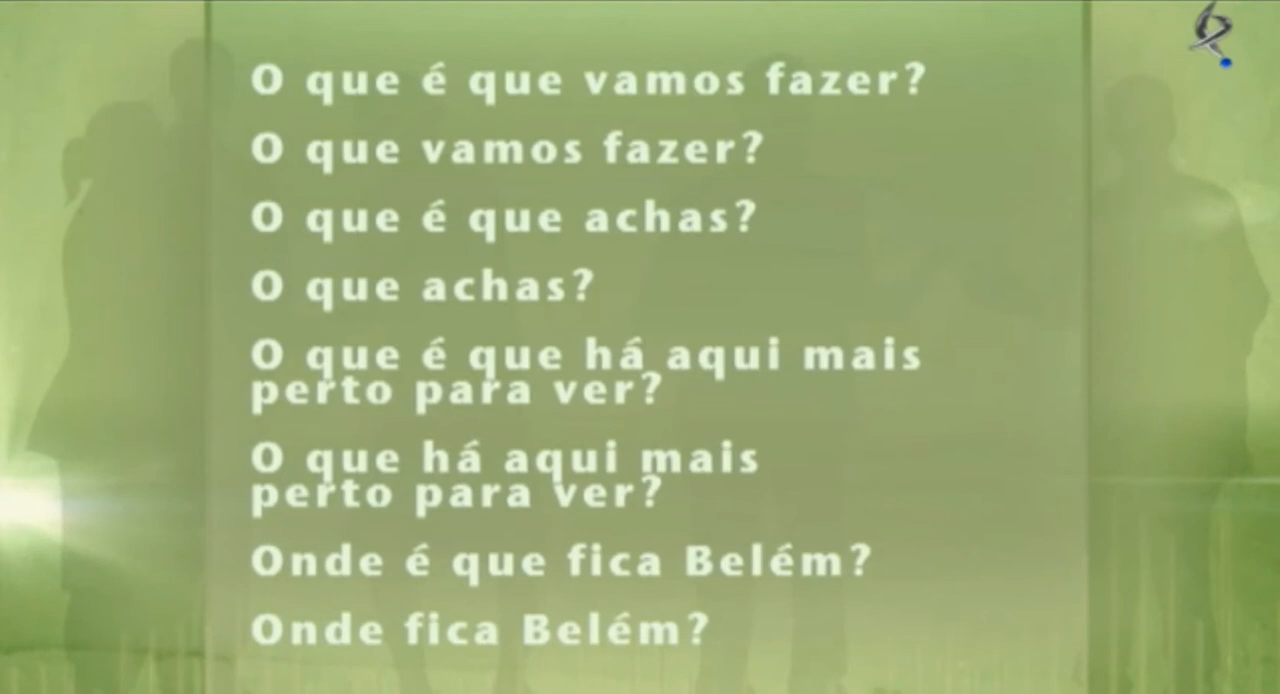 O que é que vamos fazer?
O que vamos fazer?
O que é que achas?
O que achas?
O que é que há aqui mais
perto para ver?
O que há aqui mais
perto para ver?
Onde é que fica Belém?
Onde fica Belém?